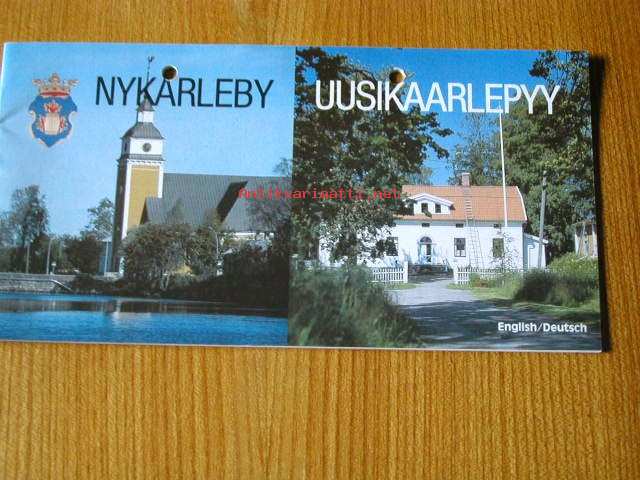 NYKARLEBY
UUSIKAARLEPYY
Antikvariaatti.net
English/Deutsch